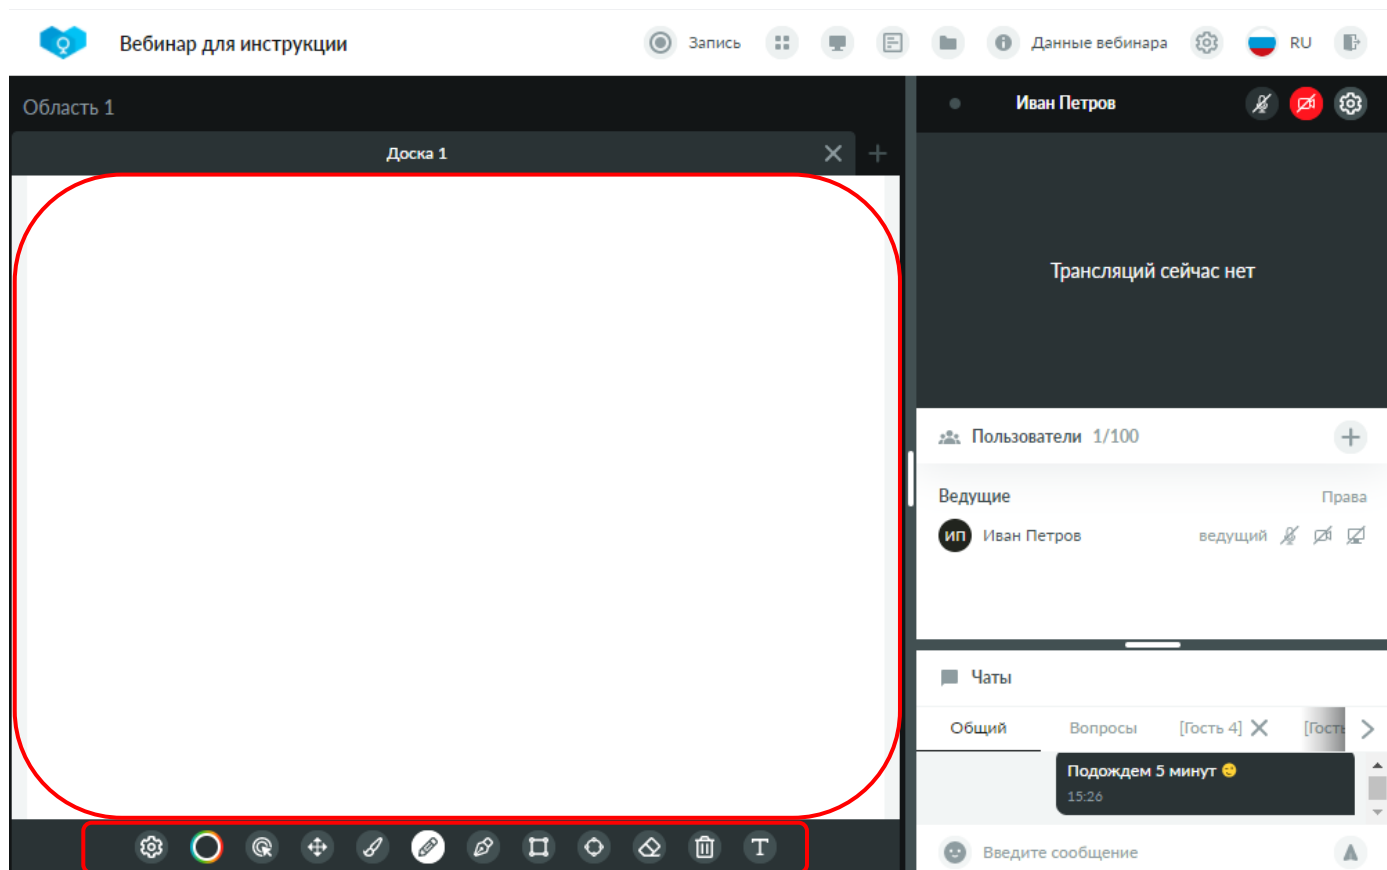 Вебинар для инструкции
Запись
Данные вебинара
RU
Область 1
Доска 1
Иван Петров
Трансляций сейчас нет
Пользователи 1/100
Ведущие
Права
ИП Иван Петров ведущий
Чаты
Общий Вопросы [Гость 4] [Гость
Подождем 5 минут
15:26
Введите сообщение
T